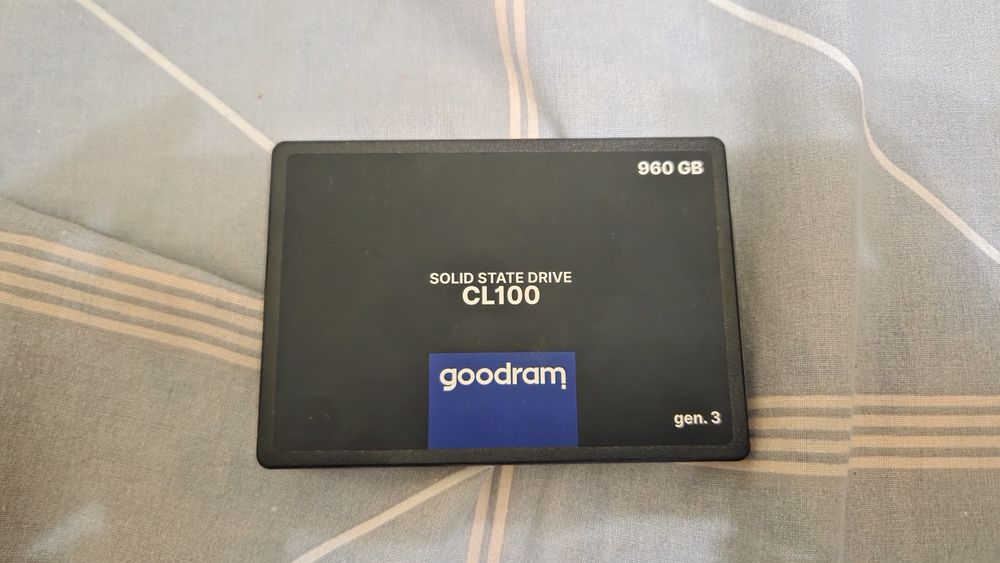 960 GB
SOLID STATE DRIVE
CL100
goodram
gen. 3